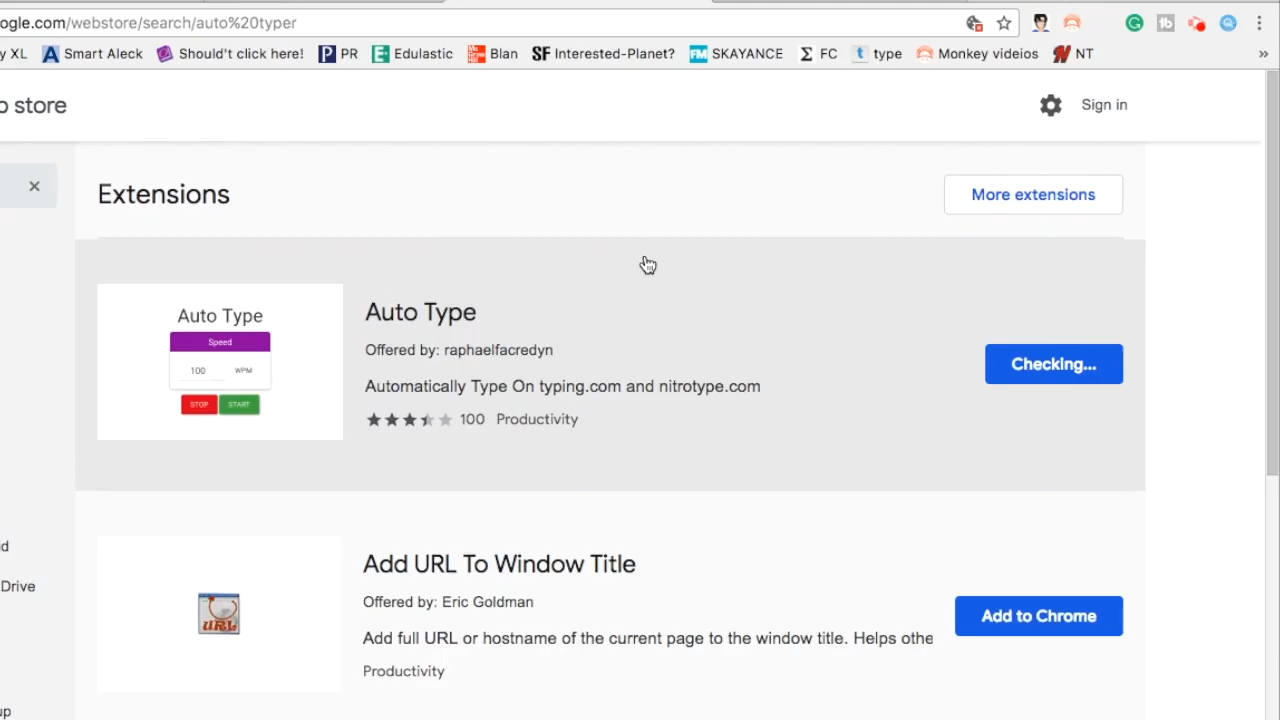 ogle.com/webstore/search/auto%20typer
y XL Smart Aleck Should't click here! PR Edulastic Blan Interested-Planet? SKAYANCE FC type Monkey videios NT »
o store
Sign in
Extensions
More extensions
Auto Type
Speed
100 WPM
STOP START
Auto Type
Offered by: raphaelfacredyn
Automatically Type On typing.com and nitrotype.com
100 Productivity
Checking...
id
Drive
up
URL
Add URL To Window Title
Offered by: Eric Goldman
Add full URL or hostname of the current page to the window title. Helps othe
Productivity
Add to Chrome